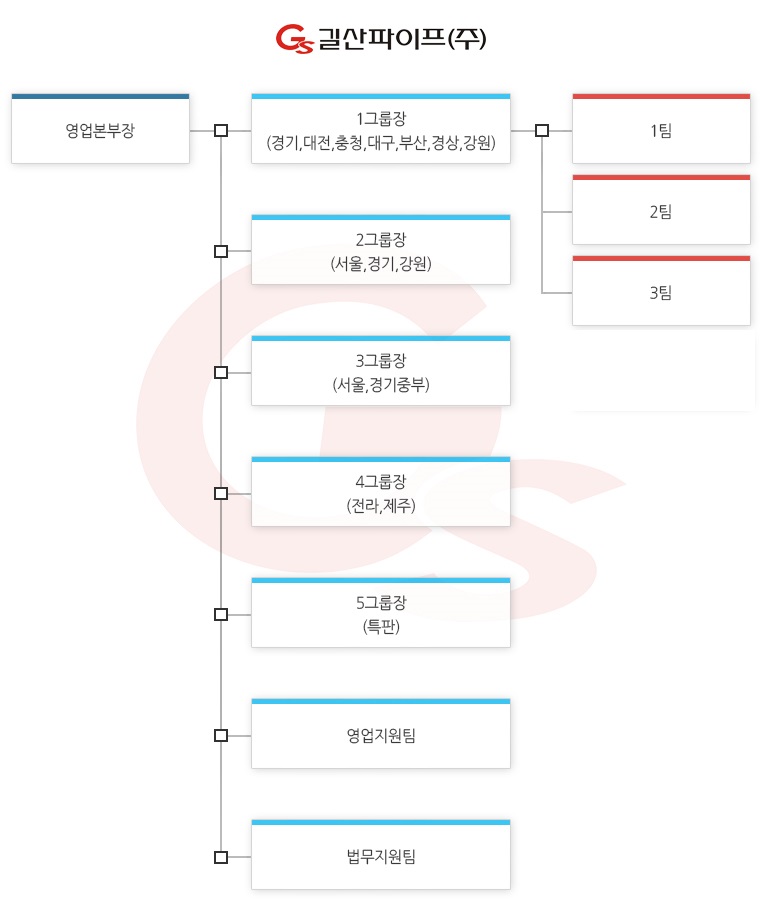 Gs 길산파이프(주)
영업본부장
1그룹장
(경기,대전,충청,대구,부산,경상,강원)
1팀
2팀
3팀
2그룹장
(서울,경기,강원)
3그룹장
(서울,경기중부)
4그룹장
(전라,제주)
5그룹장
(특판)
영업지원팀
법무지원팀
Gs